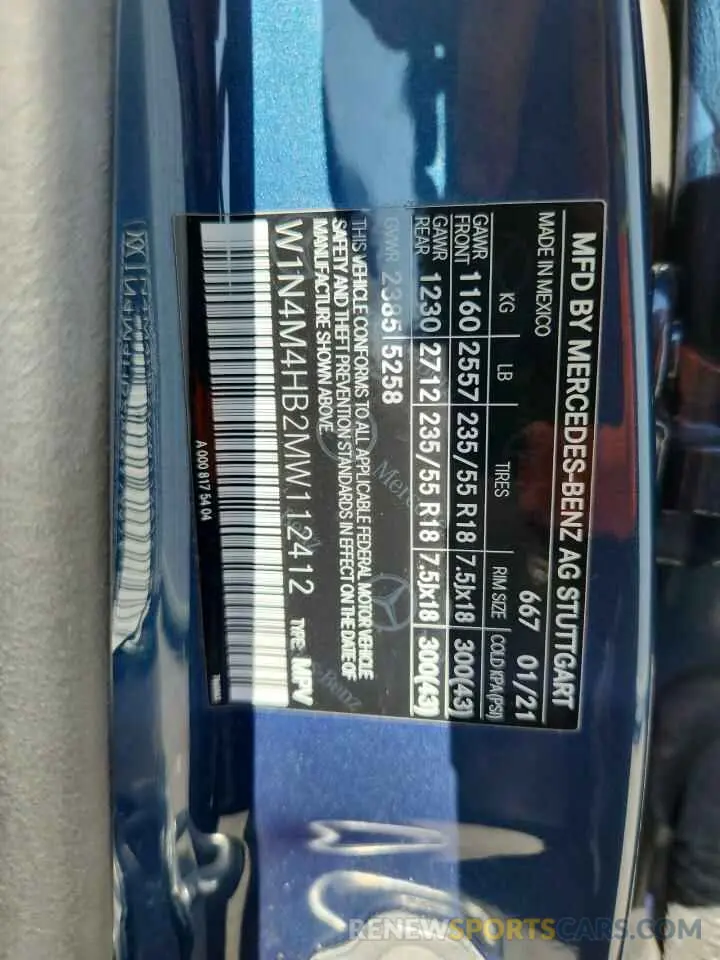 MFD BY MERCEDES-BENZ AG STUTTGART
MADE IN MEXICO 667 01/21
KG LB TIRES RIM SIZE COLD KPA(PSI)
GAWR FRONT 1160 2557 235/55 R18 7.5Jx18 300(43)
GAWR REAR 1230 2712 235/55 R18 7.5Jx18 300(43)
GVWR 2385 5258
THIS VEHICLE CONFORMS TO ALL APPLICABLE FEDERAL MOTOR VEHICLE
SAFETY AND THEFT PREVENTION STANDARDS IN EFFECT ON THE DATE OF
MANUFACTURE SHOWN ABOVE.
W1N4M4HB2MW112412 TYPE: MPV
A 000 817 54 04
RENEWSPORTSCARS.COM